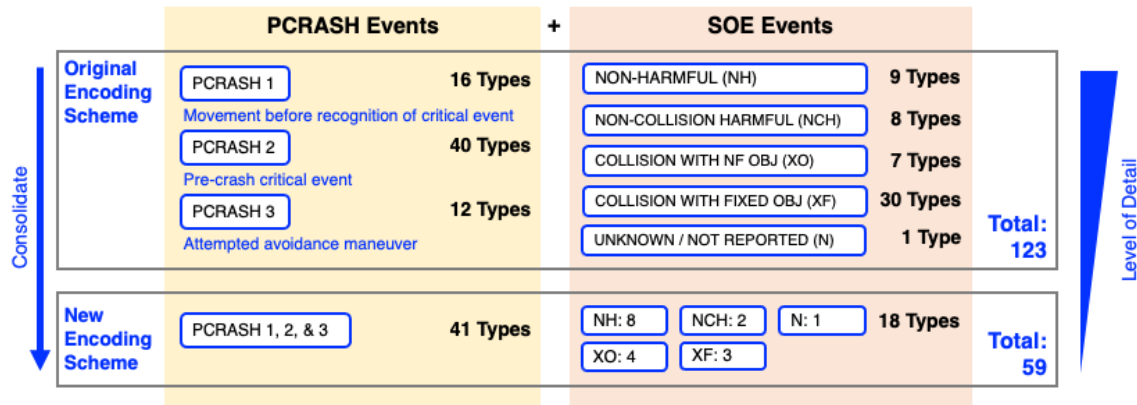 PCRASH Events + SOE Events
Original
Encoding
Scheme
PCRASH 1 16 Types
Movement before recognition of critical event
PCRASH 2 40 Types
Pre-crash critical event
PCRASH 3 12 Types
Attempted avoidance maneuver
NON-HARMFUL (NH) 9 Types
NON-COLLISION HARMFUL (NCH) 8 Types
COLLISION WITH NF OBJ (XO) 7 Types
COLLISION WITH FIXED OBJ (XF) 30 Types
UNKNOWN / NOT REPORTED (N) 1 Type
Total:
123
New
Encoding
Scheme
PCRASH 1, 2, & 3 41 Types
NH: 8 NCH: 2 N: 1 18 Types
XO: 4 XF: 3
Total:
59
Consolidate
Level of Detail